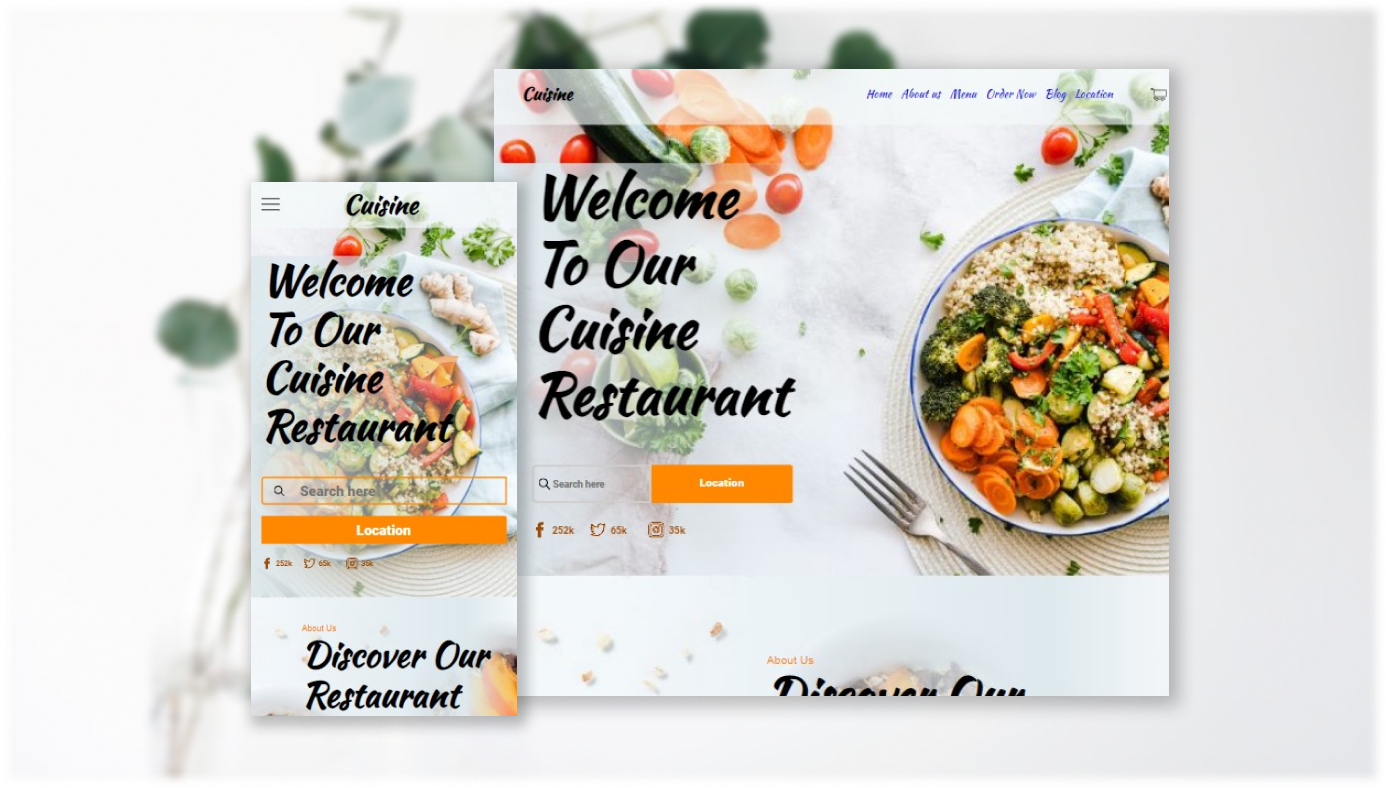 Cuisine
Home About us Menu Order Now Blog Location
Welcome
To Our
Cuisine
Restaurant
Search here
Location
252k 65k 35k
About Us
Discover Our
Cuisine
Welcome
To Our
Cuisine
Restaurant
Search here
Location
252k 65k 35k
About Us
Discover Our
Restaurant